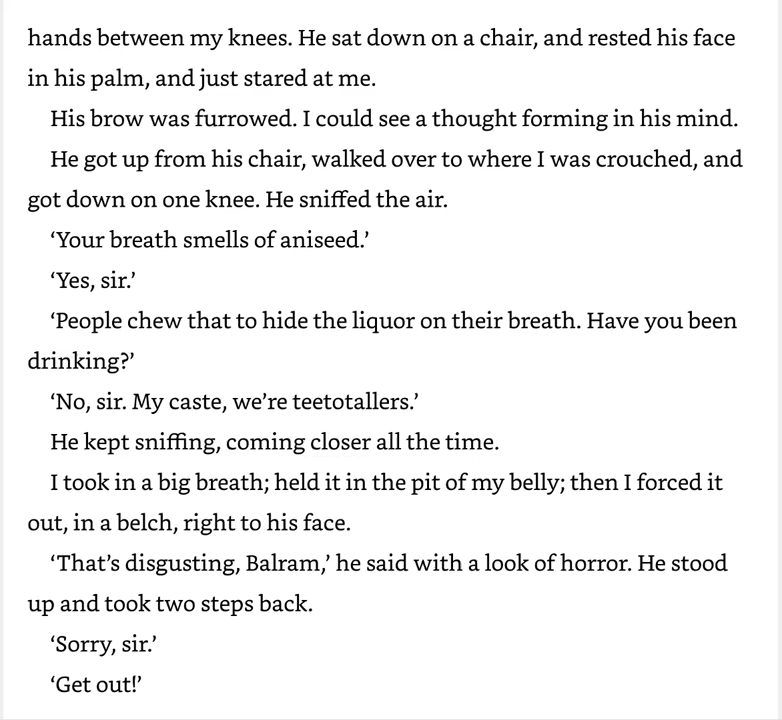 hands between my knees. He sat down on a chair, and rested his face
in his palm, and just stared at me.
His brow was furrowed. I could see a thought forming in his mind.
He got up from his chair, walked over to where I was crouched, and
got down on one knee. He sniffed the air.
‘Your breath smells of aniseed.’
‘Yes, sir.’
‘People chew that to hide the liquor on their breath. Have you been
drinking?’
‘No, sir. My caste, we’re teetotallers.’
He kept sniffing, coming closer all the time.
I took in a big breath; held it in the pit of my belly; then I forced it
out, in a belch, right to his face.
‘That’s disgusting, Balram,’ he said with a look of horror. He stood
up and took two steps back.
‘Sorry, sir.’
‘Get out!’